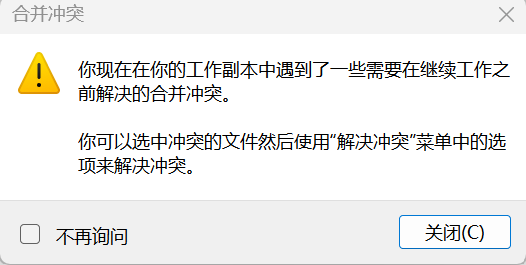 合并冲突
你现在在你的工作副本中遇到了一些需要在继续工作之
前解决的合并冲突。
你可以选中冲突的文件然后使用“解决冲突”菜单中的选
项来解决冲突。
不再询问
关闭(C)